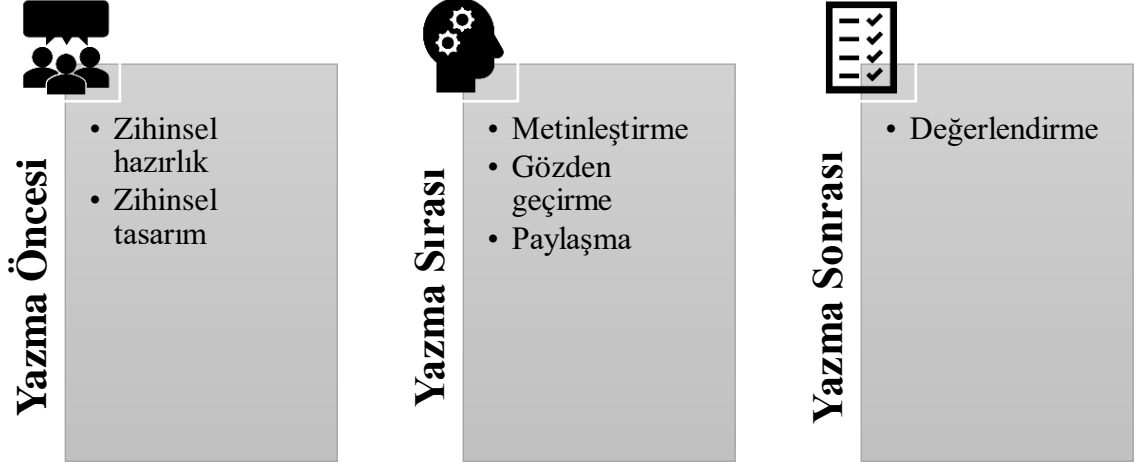 Yazma Öncesi
• Zihinsel
hazırlık
• Zihinsel
tasarım
Yazma Sırası
• Metinleştirme
• Gözden
geçirme
• Paylaşma
Yazma Sonrası
• Değerlendirme